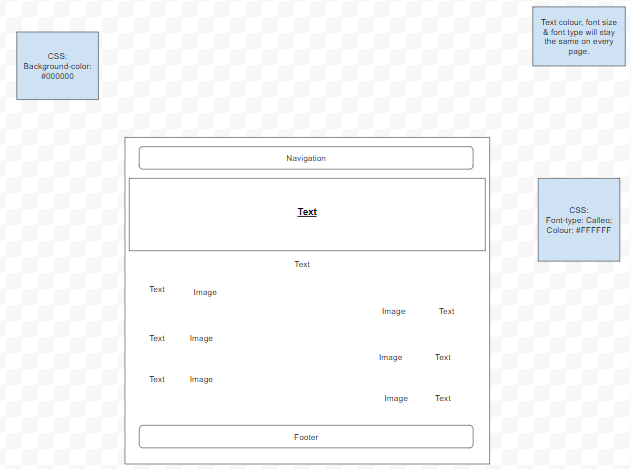 Text colour, font size
& font type will stay
the same on every
page.
CSS:
Background-color:
#000000
Navigation
Text
CSS:
Font-type: Calleo;
Colour: #FFFFFF
Text
Text Image
Image Text
Text Image
Image Text
Text Image
Image Text
Footer